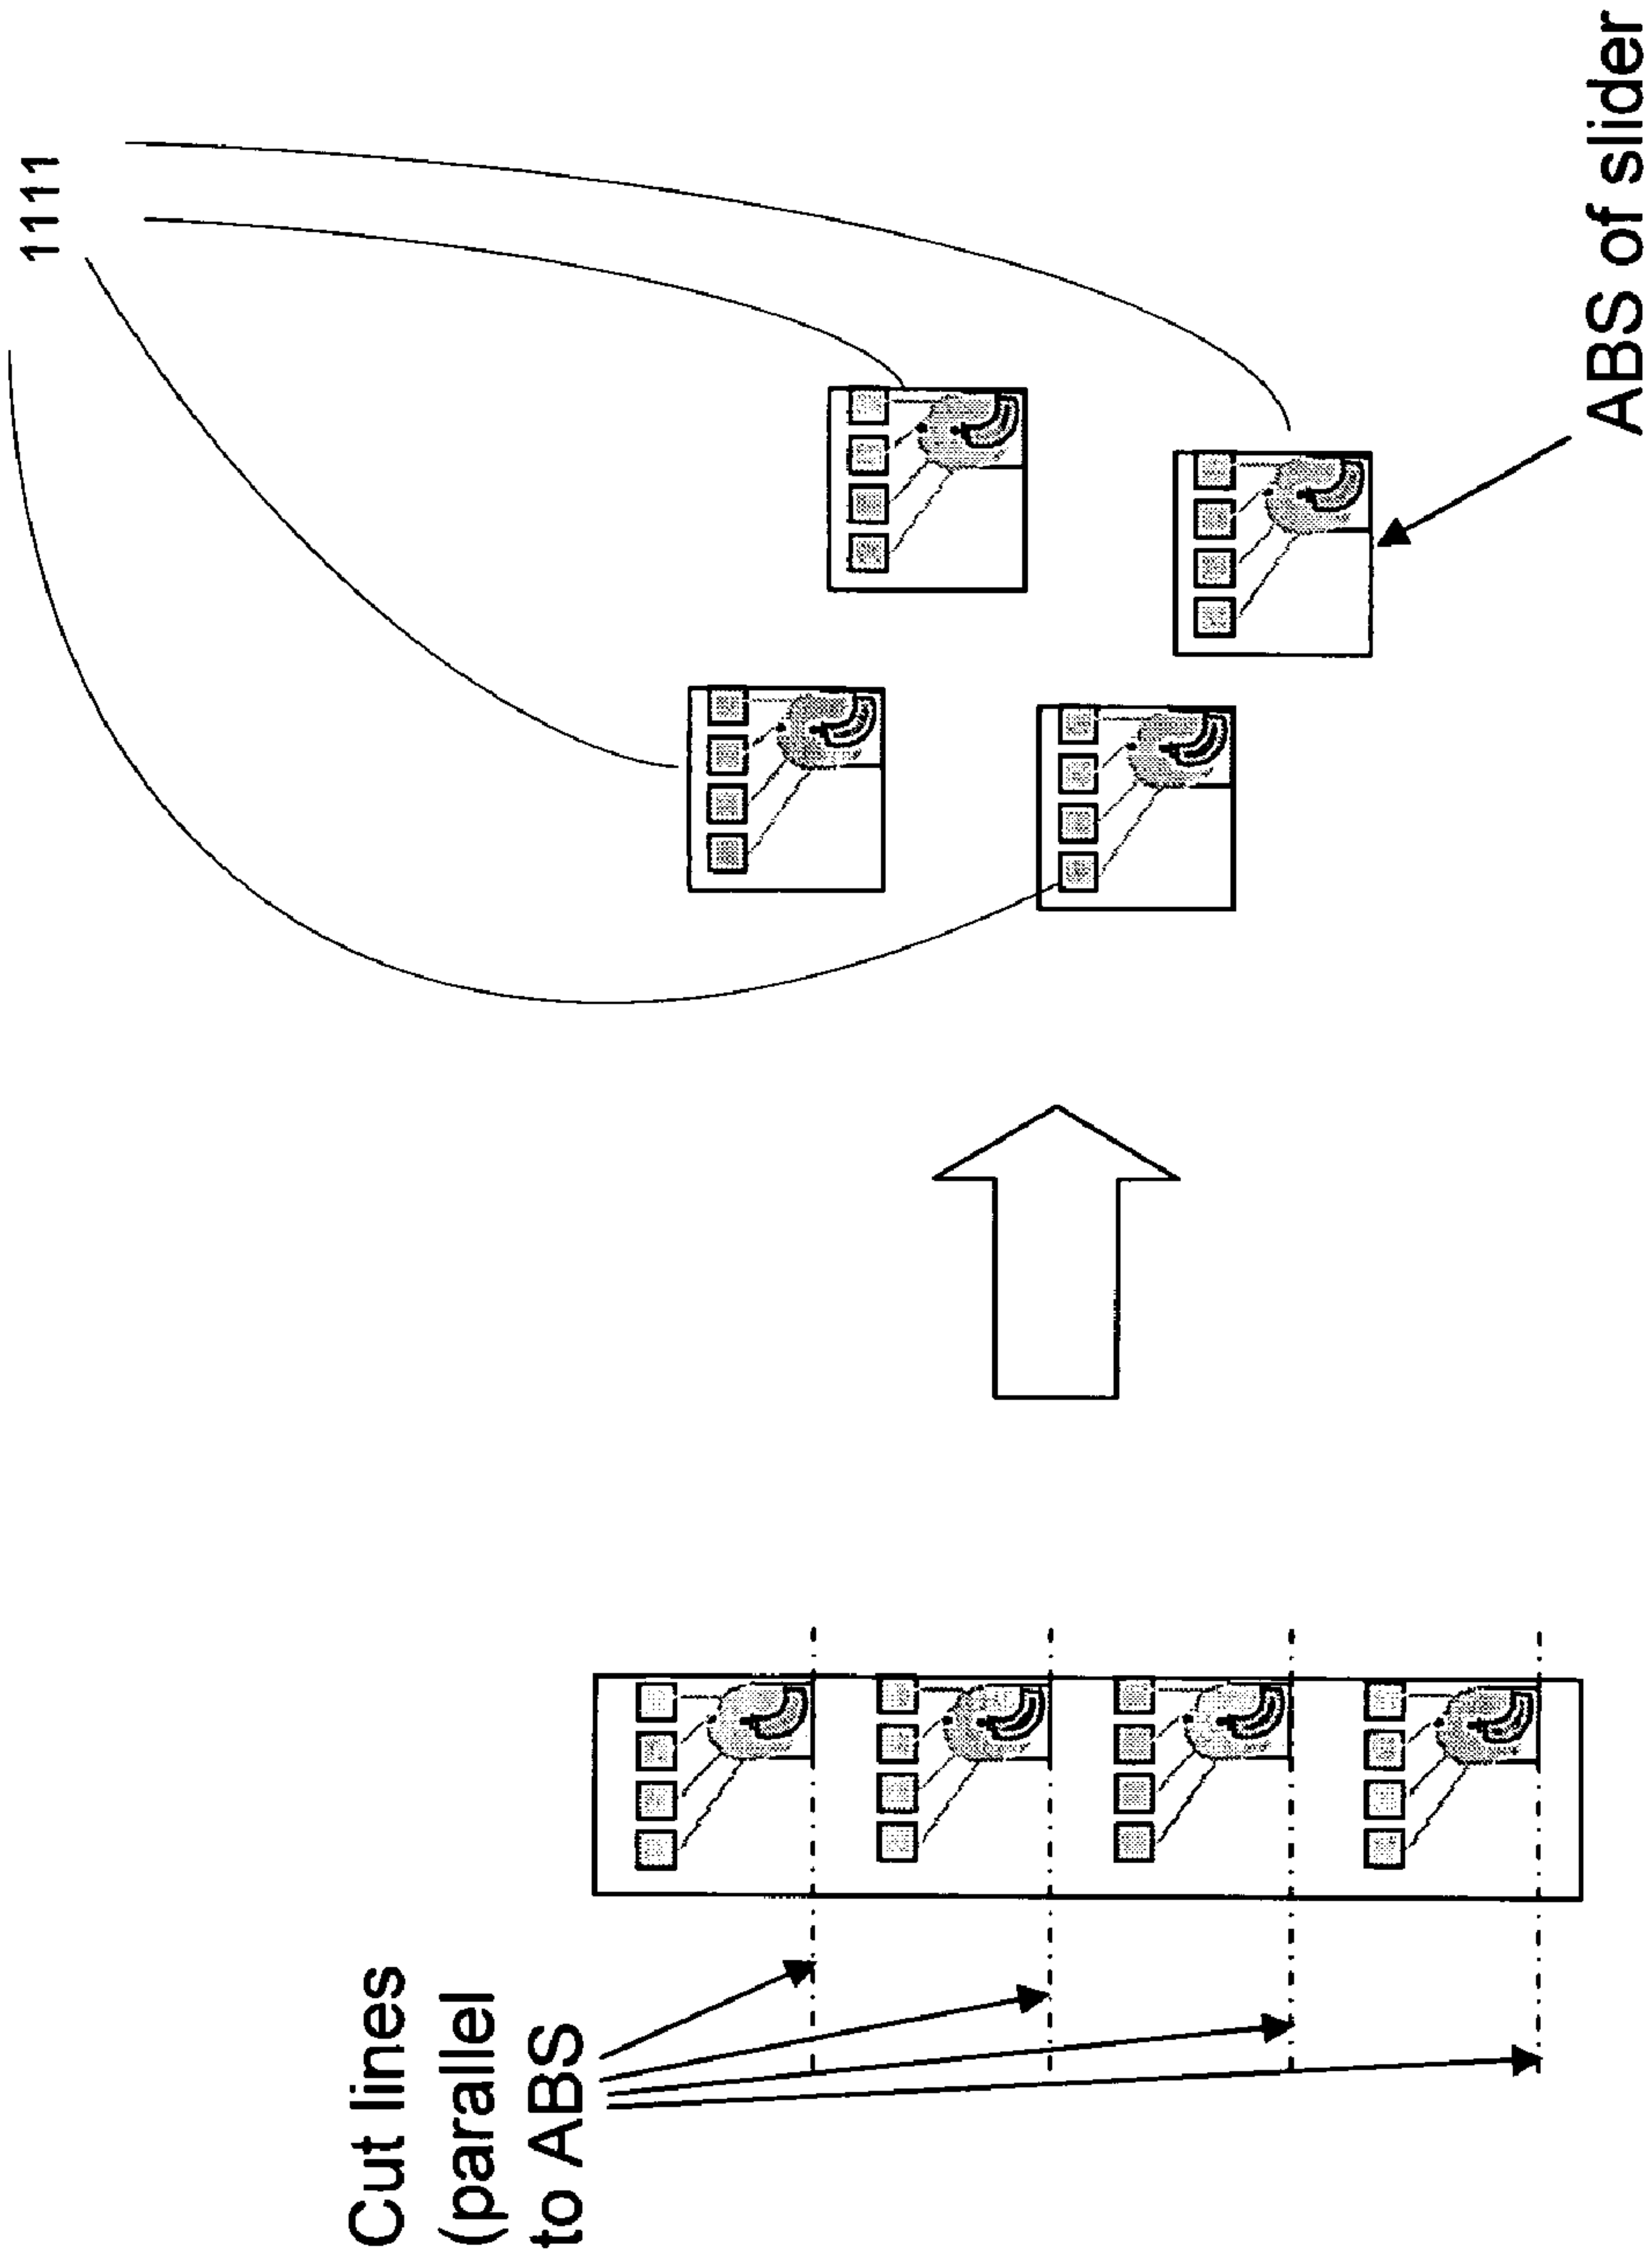 Cut lines
(parallel
to ABS
1111
ABS of slider